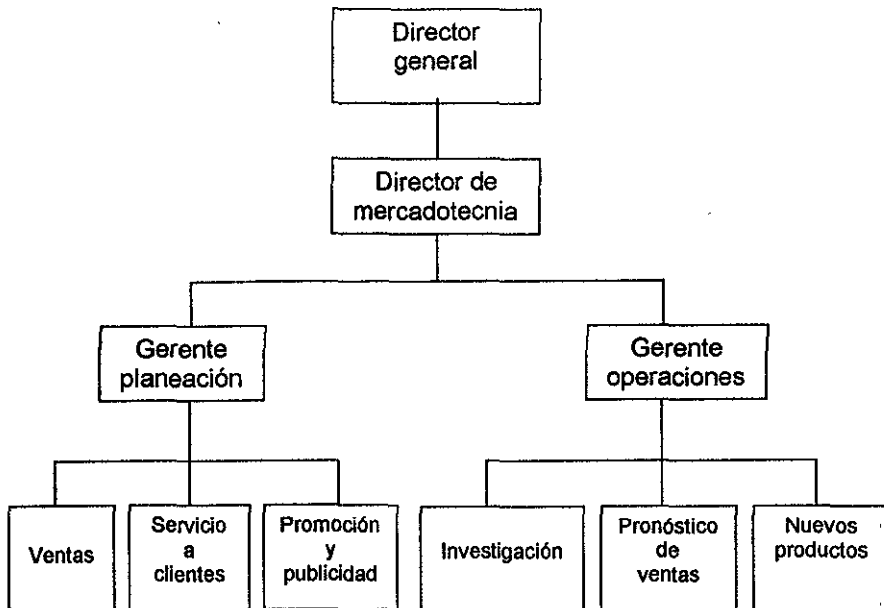 Director
general
Director de
mercadotecnia
Gerente
planeación
Gerente
operaciones
Ventas
Servicio
a
clientes
Promoción
y
publicidad
Investigación
Pronóstico
de
ventas
Nuevos
productos